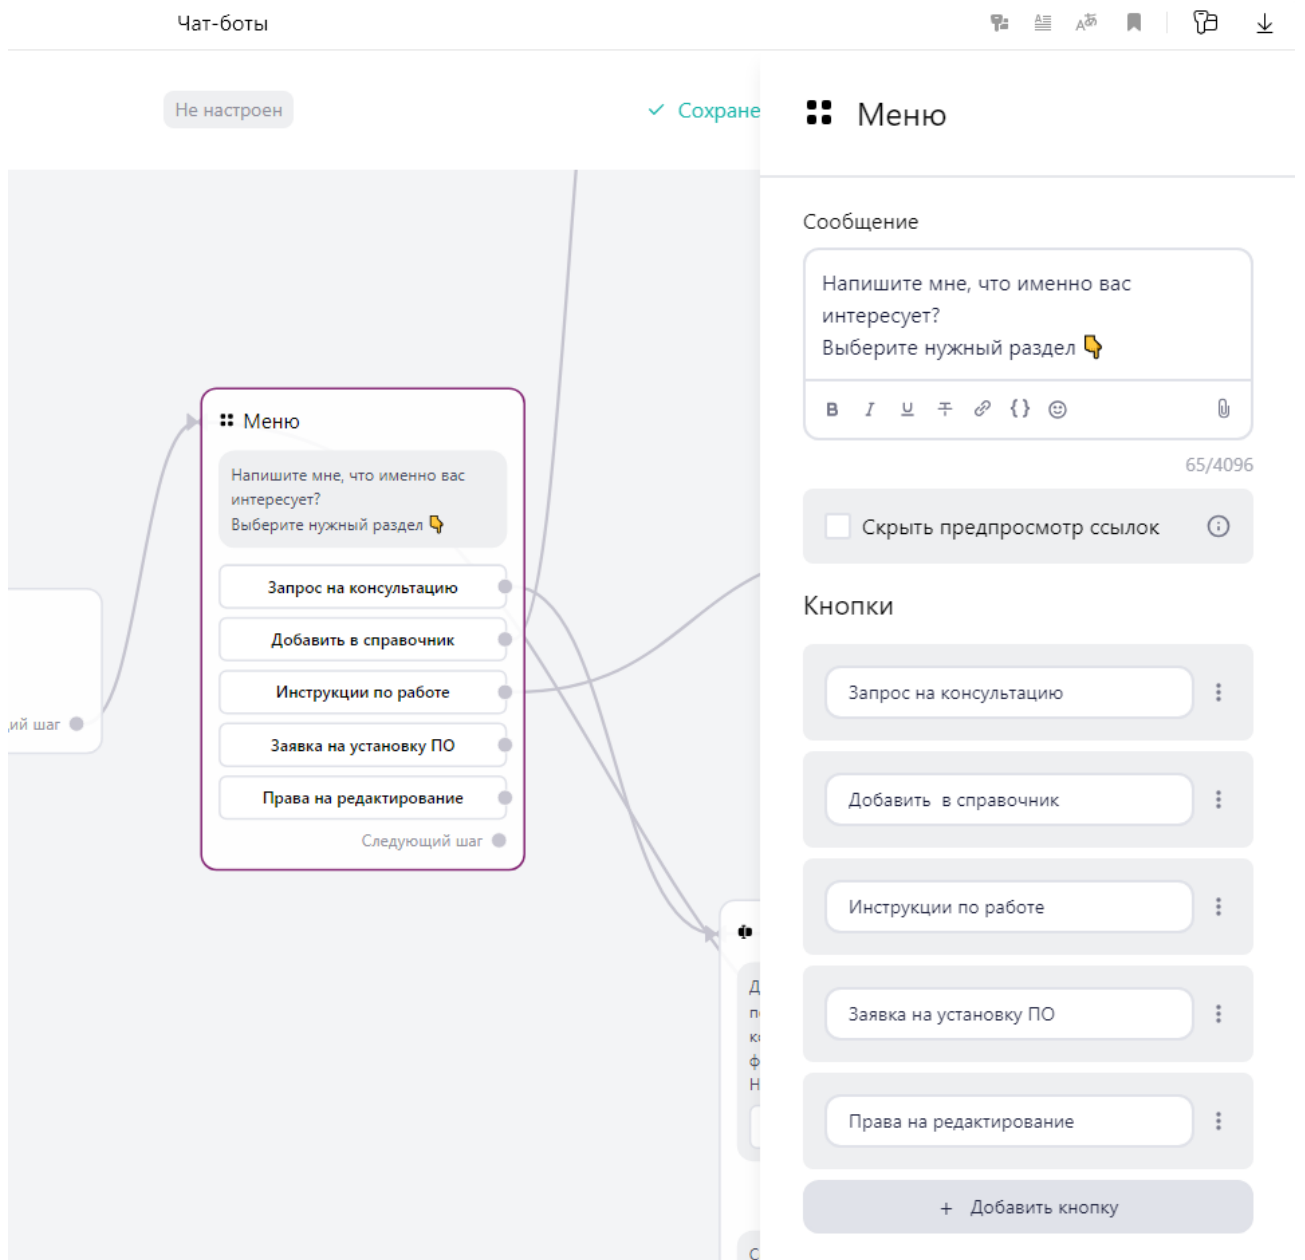 Чат-боты
Не настроен
Сохране
Меню
Напишите мне, что именно вас
интересует?
Выберите нужный раздел
Запрос на консультацию
Добавить в справочник
Инструкции по работе
Заявка на установку ПО
Права на редактирование
Следующий шаг
ий шаг
Меню
Сообщение
Напишите мне, что именно вас
интересует?
Выберите нужный раздел
65/4096
Скрыть предпросмотр ссылок
Кнопки
Запрос на консультацию
Добавить  в справочник
Инструкции по работе
Заявка на установку ПО
Права на редактирование
+ Добавить кнопку